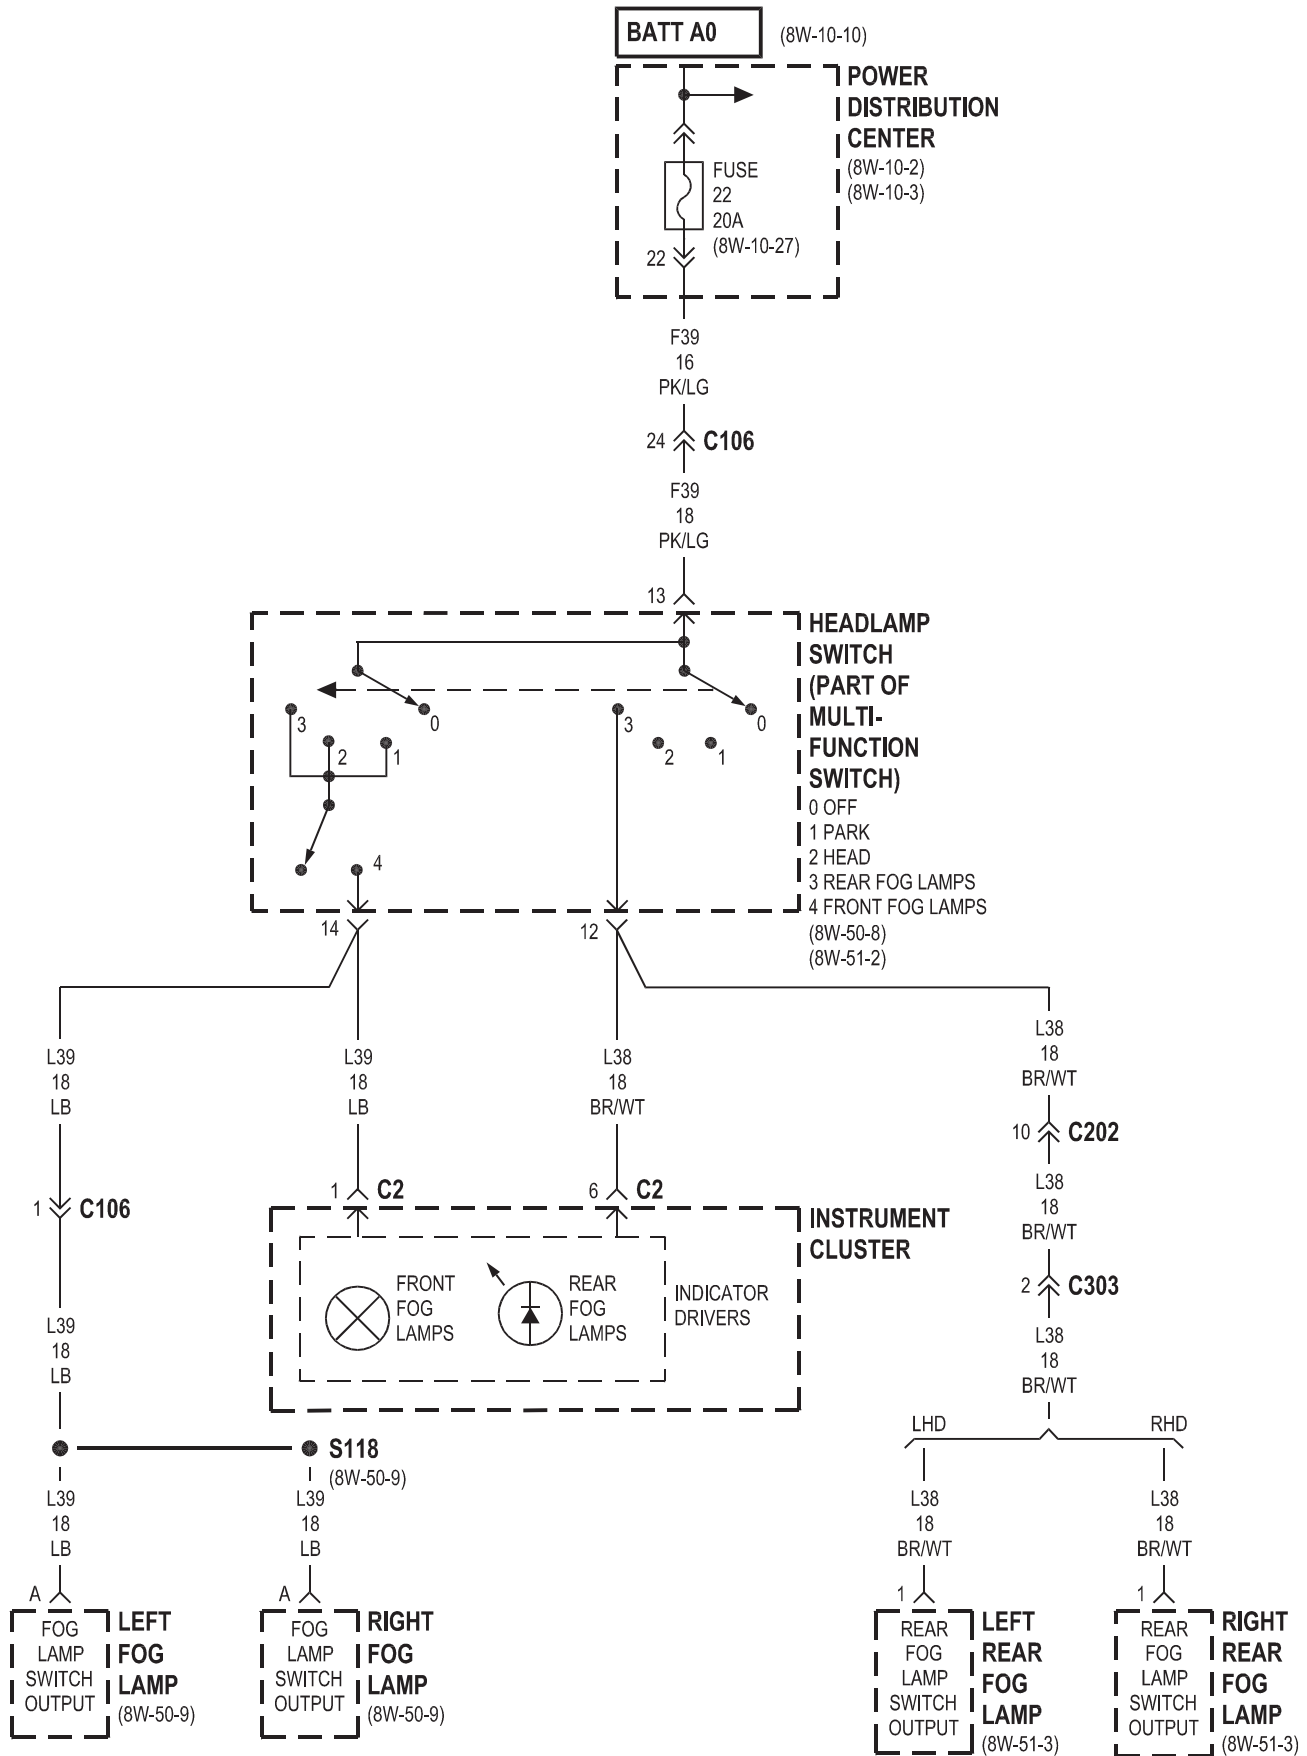 BATT A0
(8W-10-10)
POWER
DISTRIBUTION
CENTER
(8W-10-2)
(8W-10-3)
FUSE
22
20A
(8W-10-27)
22
F39
16
PK/LG
24
C106
F39
18
PK/LG
13
HEADLAMP
SWITCH
(PART OF
MULTI-
FUNCTION
SWITCH)
0 OFF
1 PARK
2 HEAD
3 REAR FOG LAMPS
4 FRONT FOG LAMPS
(8W-50-8)
(8W-51-2)
3
2
1
0
4
3
2
1
0
14
12
L39
18
LB
L39
18
LB
L38
18
BR/WT
L38
18
BR/WT
10
C202
L38
18
BR/WT
2
C303
L38
18
BR/WT
1
C106
1
C2
6
C2
INSTRUMENT
CLUSTER
FRONT
FOG
LAMPS
REAR
FOG
LAMPS
INDICATOR
DRIVERS
L39
18
LB
S118
(8W-50-9)
LHD
RHD
L39
18
LB
L39
18
LB
L38
18
BR/WT
L38
18
BR/WT
A
FOG
LAMP
SWITCH
OUTPUT
LEFT
FOG
LAMP
(8W-50-9)
A
FOG
LAMP
SWITCH
OUTPUT
RIGHT
FOG
LAMP
(8W-50-9)
1
REAR
FOG
LAMP
SWITCH
OUTPUT
LEFT
REAR
FOG
LAMP
(8W-51-3)
1
REAR
FOG
LAMP
SWITCH
OUTPUT
RIGHT
REAR
FOG
LAMP
(8W-51-3)